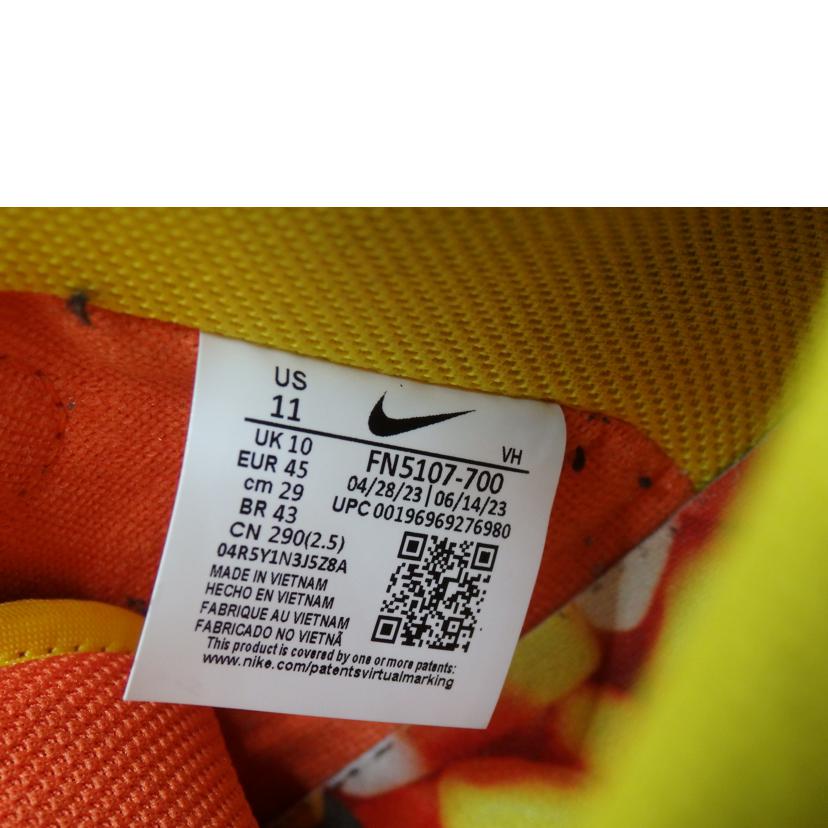 US
11
VH
UK 10
EUR 45
cm 29
BR 43
CN 290(2.5)
04R5Y1N3J5Z8A
FN5107-700
04/28/23 | 06/14/23
UPC 00196969276980
MADE IN VIETNAM
HECHO EN VIETNAM
FABRIQUE AU VIETNAM
FABRICADO NO VIETNÃ
This product is covered by one or more patents:
www.nike.com/patentsvirtualmarking